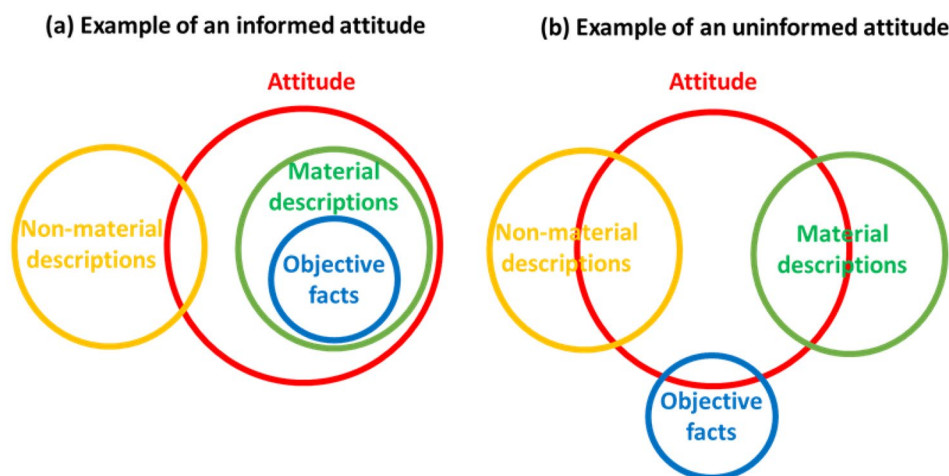 (a) Example of an informed attitude
Attitude
Material
descriptions
Non-material
descriptions
Objective
facts
(b) Example of an uninformed attitude
Attitude
Non-material
descriptions
Material
descriptions
Objective
facts